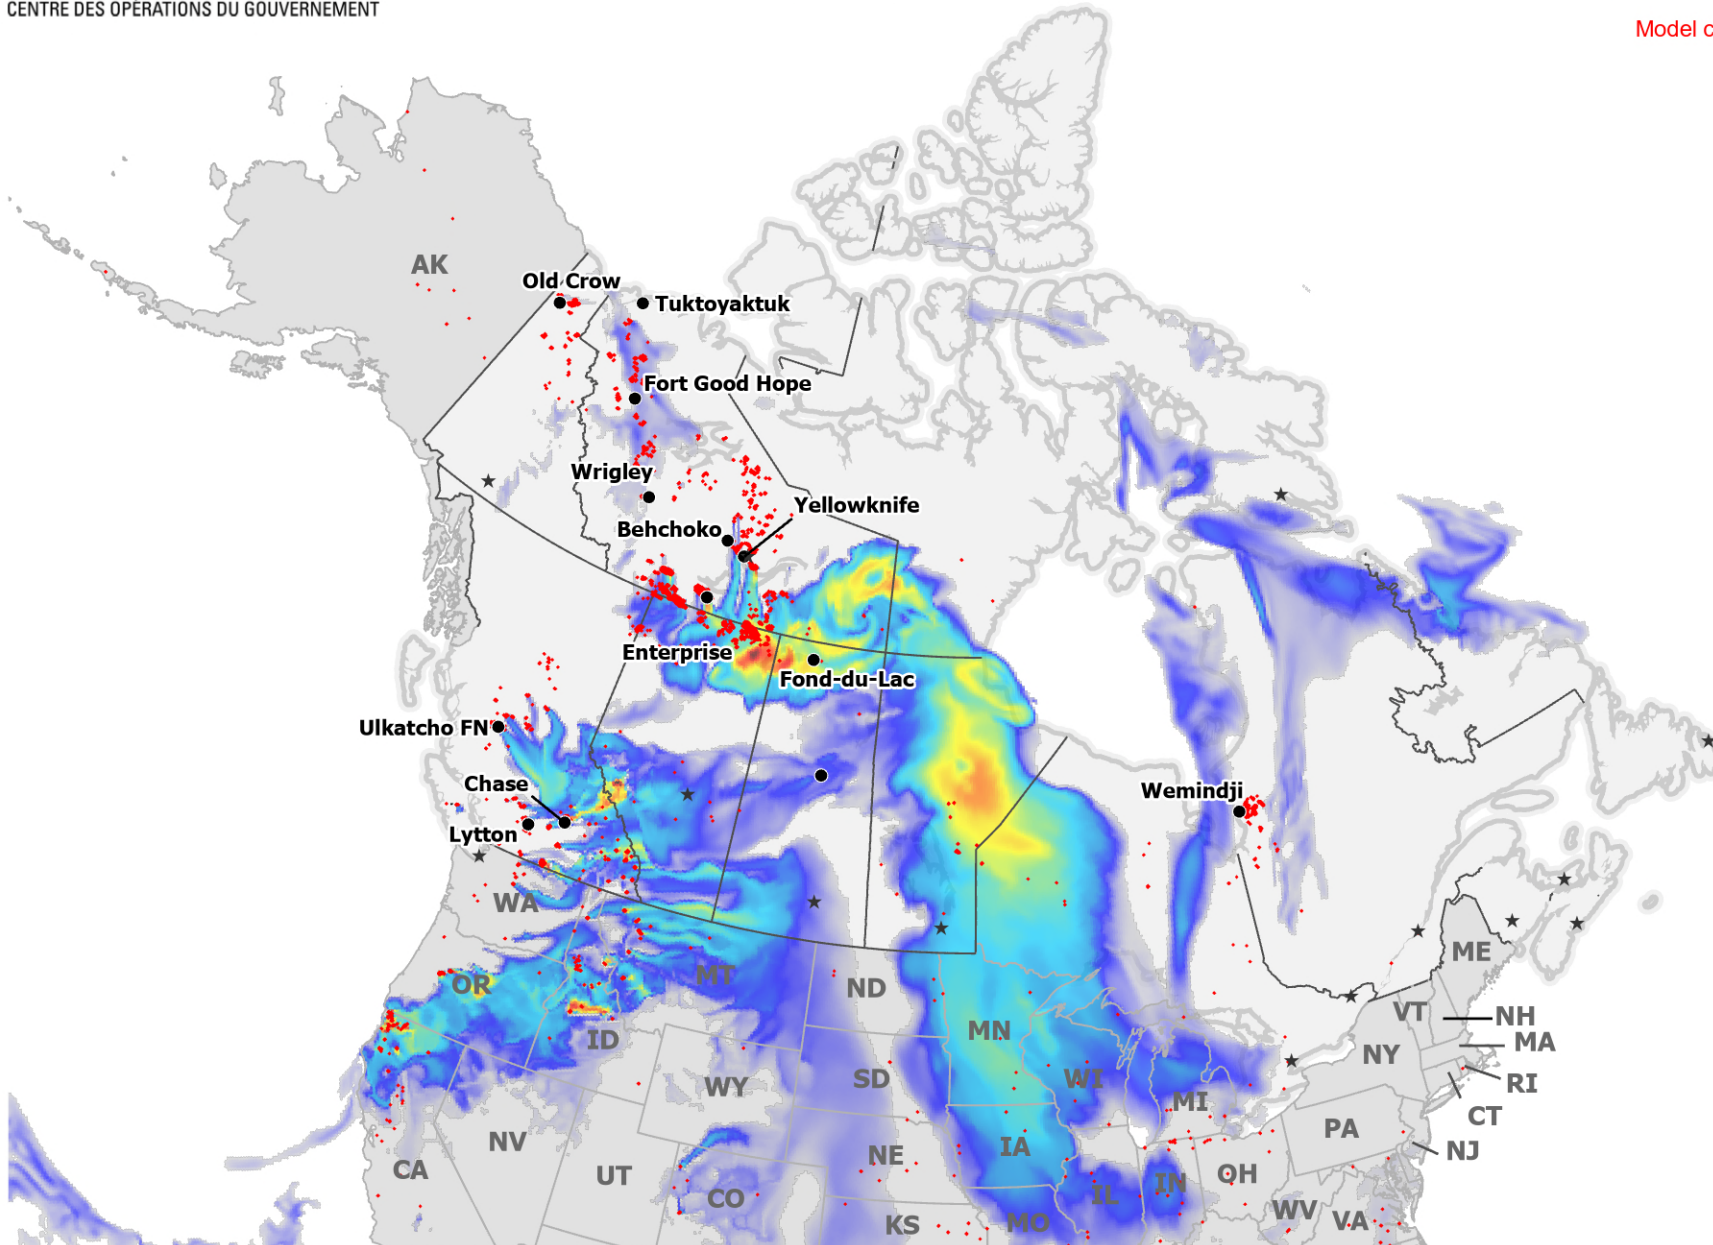 CENTRE DES OPÉRATIONS DU GOUVERNEMENT
Model c
AK
Old Crow
Tuktoyaktuk
Fort Good Hope
Wrigley
Yellowknife
Behchoko
Enterprise
Fond-du-Lac
Ulkatcho FN
Chase
Wemindji
Lytton
WA
ME
OR
MT
ND
VT
NH
MN
ID
NY
MA
WY
SD
WI
MI
RI
CT
NV
PA
NJ
CA
UT
NE
IA
CO
IL
IN
OH
KS
MO
WV
VA